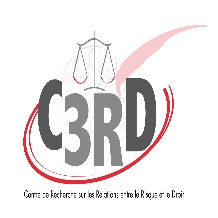 C3RD
Centre de Recherche sur les Relations entre le Risque et le Droit